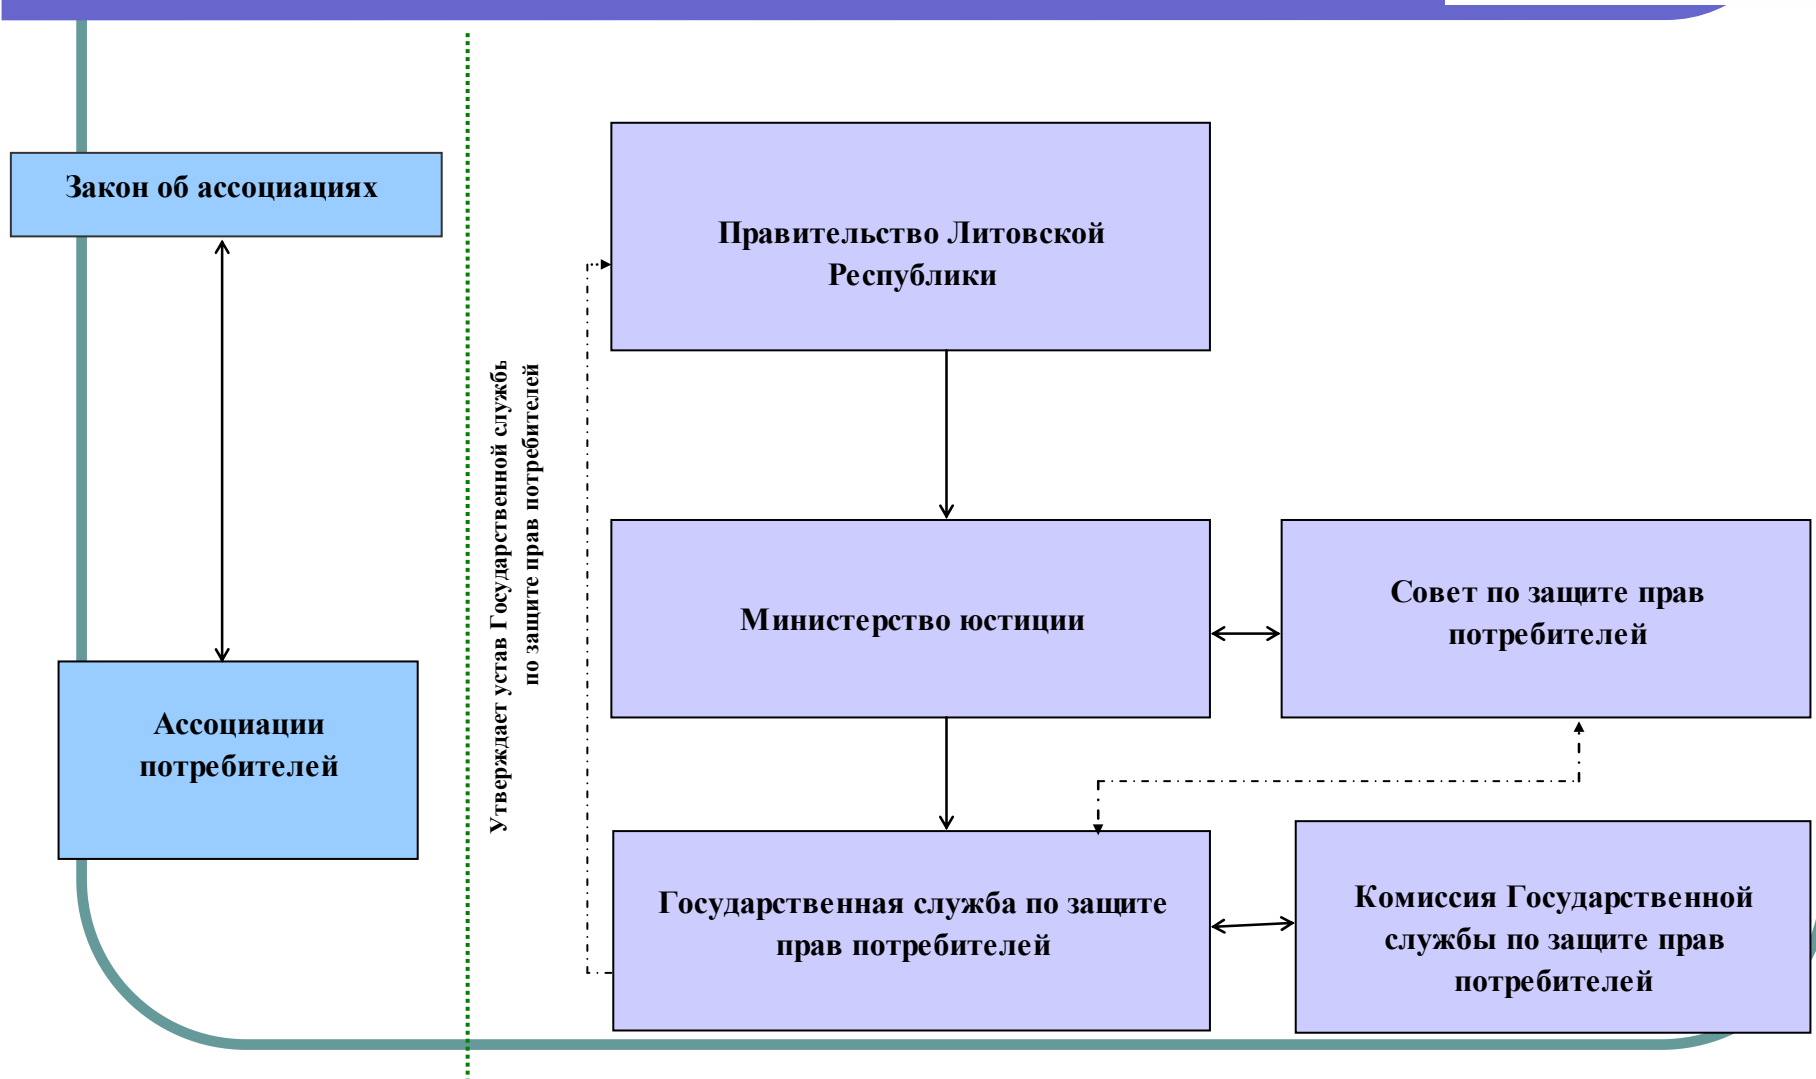 Закон об ассоциациях
Ассоциации
потребителей
Утверждает устав Государственной службь
по защите прав потребителей
Правительство Литовской
Республики
Министерство юстиции
Совет по защите прав
потребителей
Государственная служба по защите
прав потребителей
Комиссия Государственной
службы по защите прав
потребителей